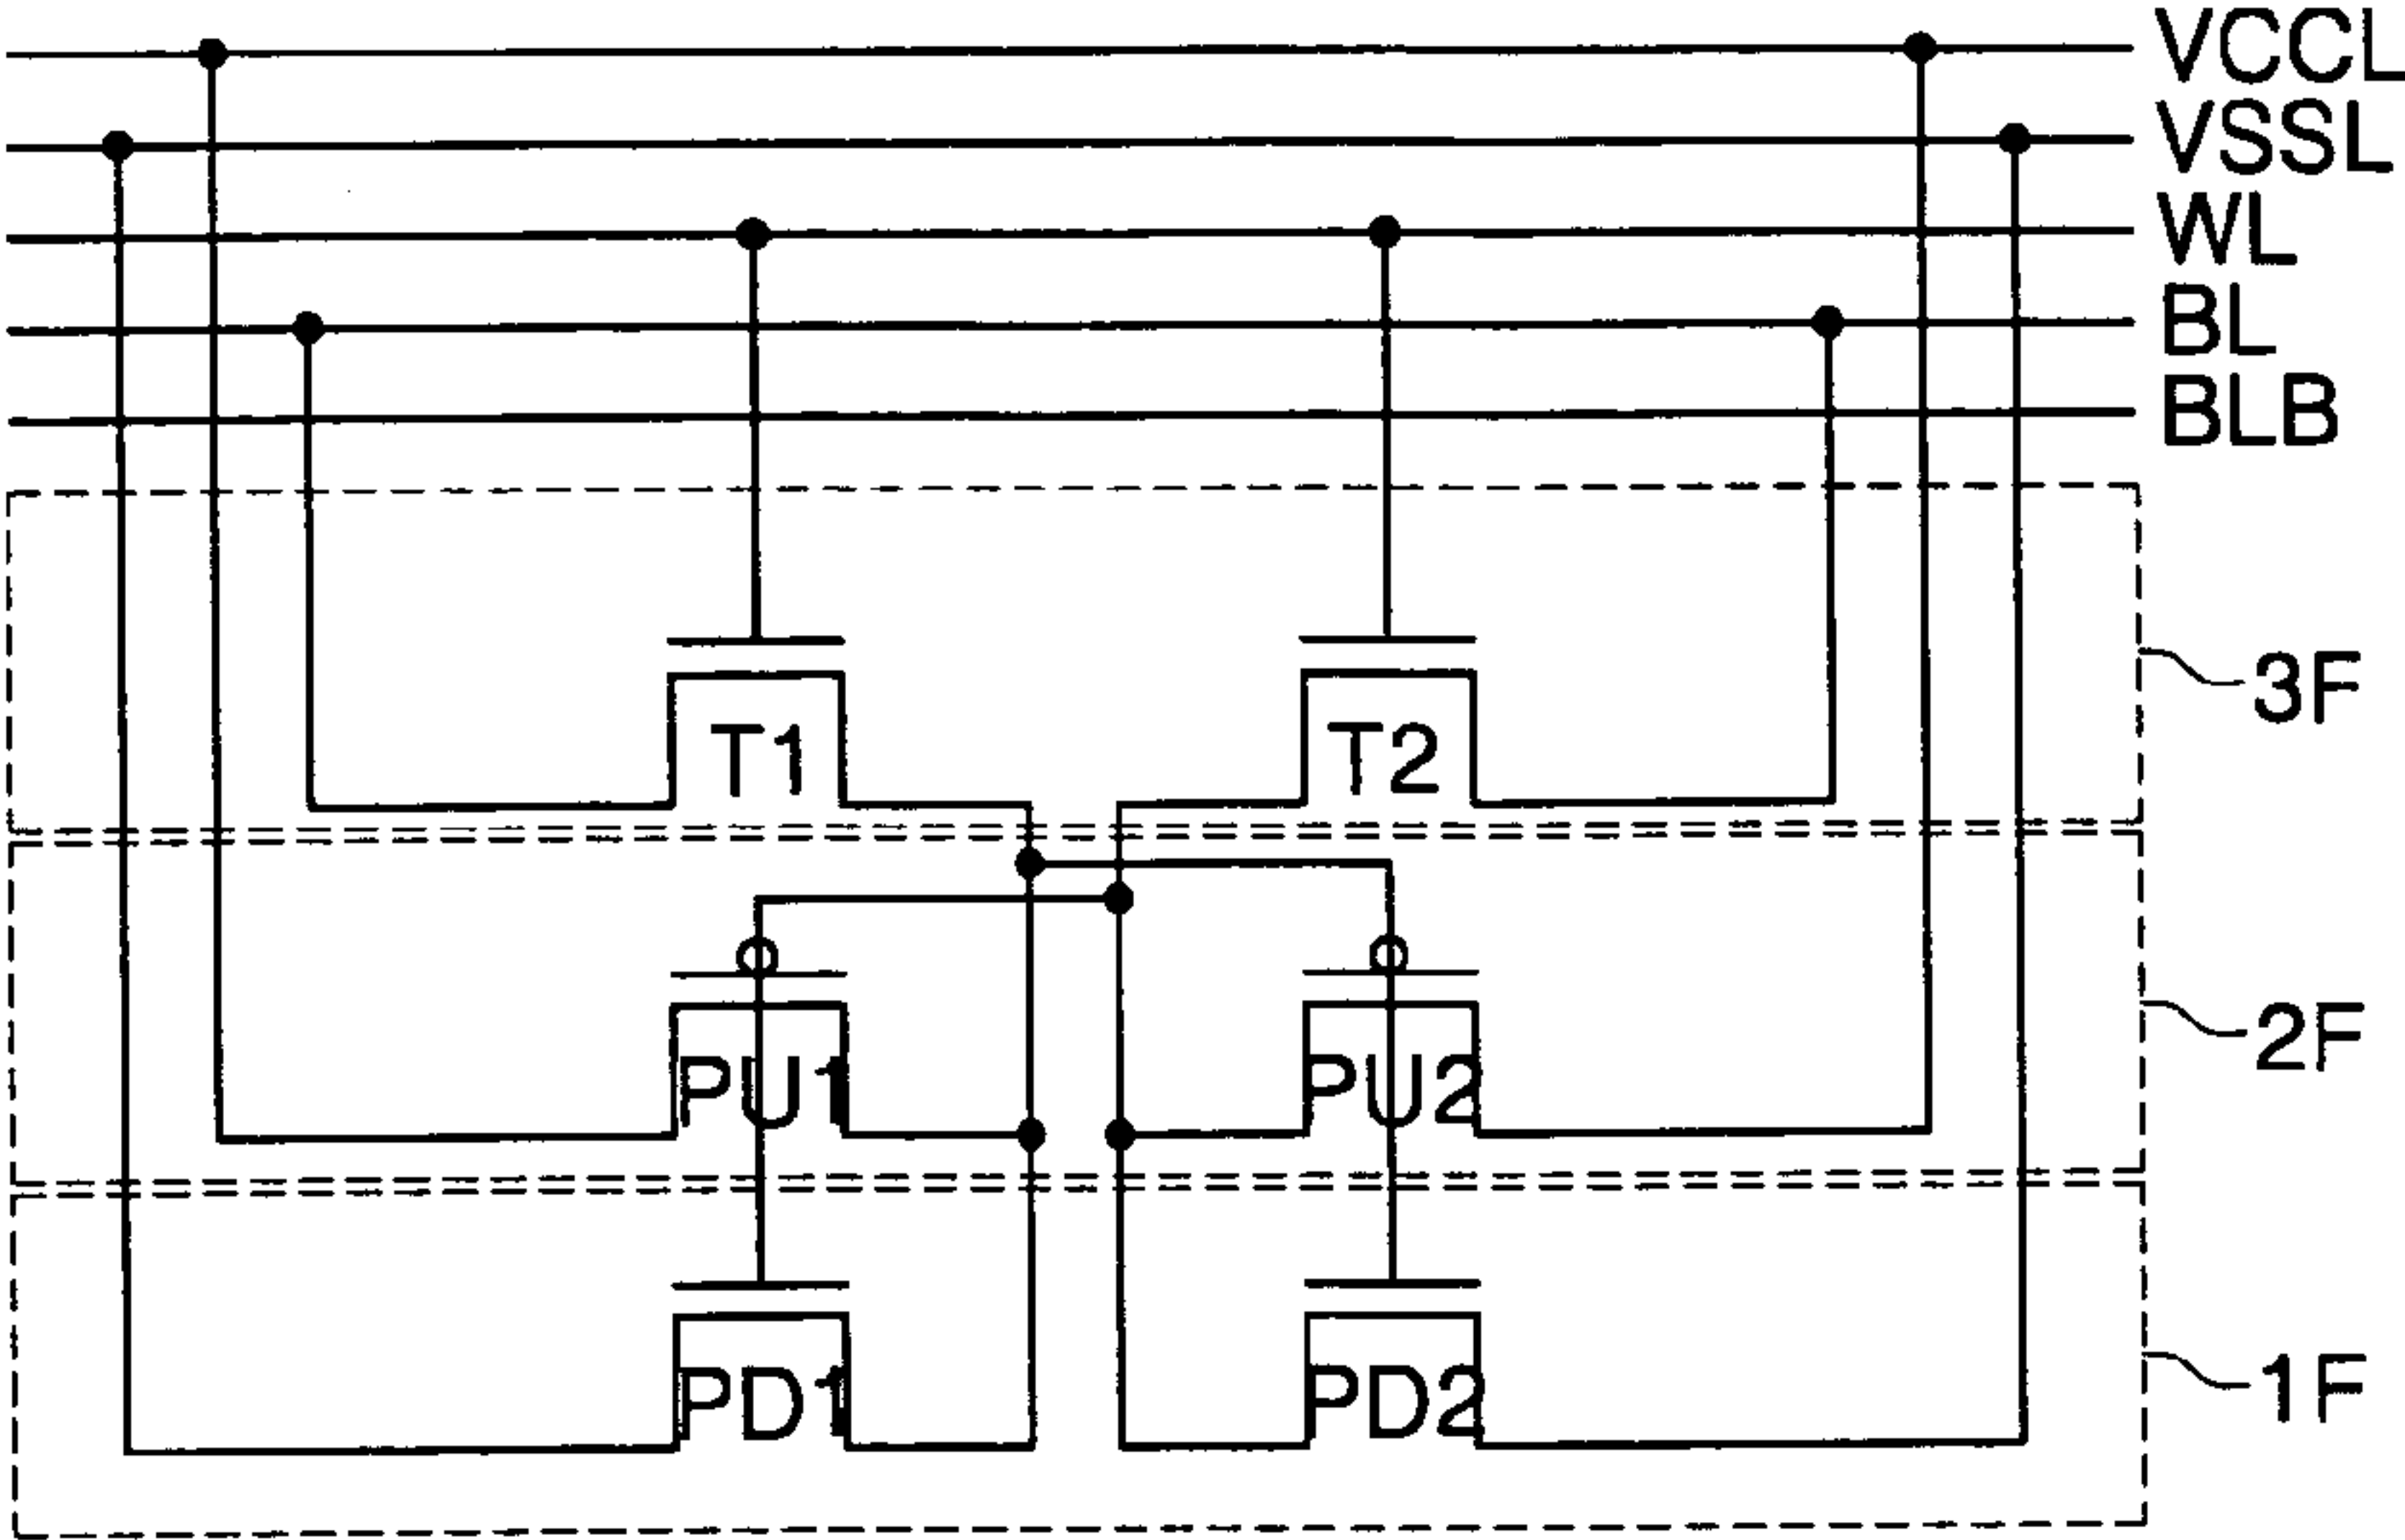 VCCL
VSSL
WL
BL
BLB
T1 T2 3F
PU1 PU2 2F
PD1 PD2 1F